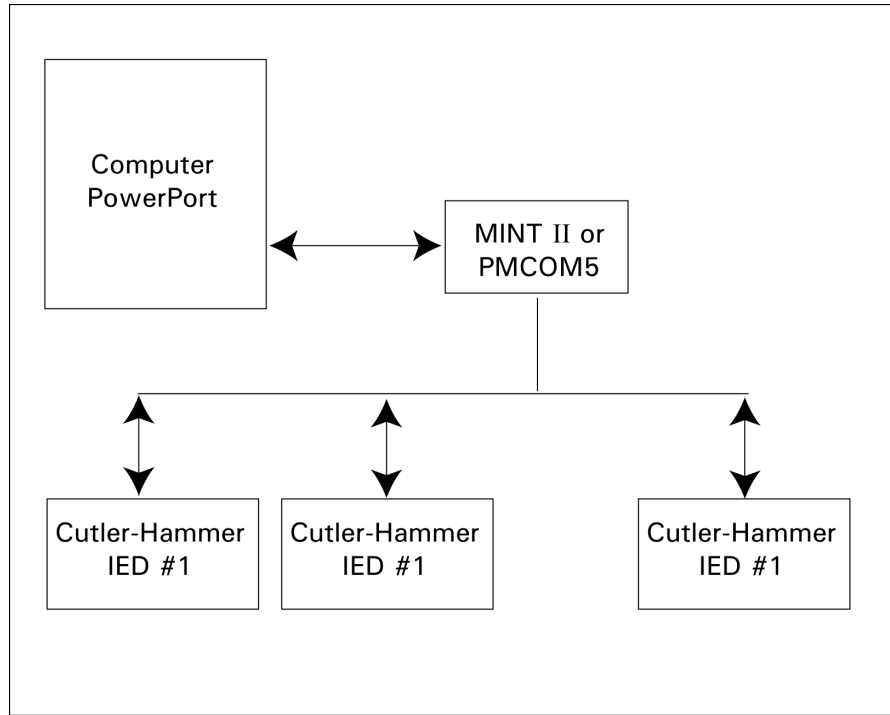 Computer
PowerPort
MINT II or
PMCOM5
Cutler-Hammer
IED #1
Cutler-Hammer
IED #1
Cutler-Hammer
IED #1